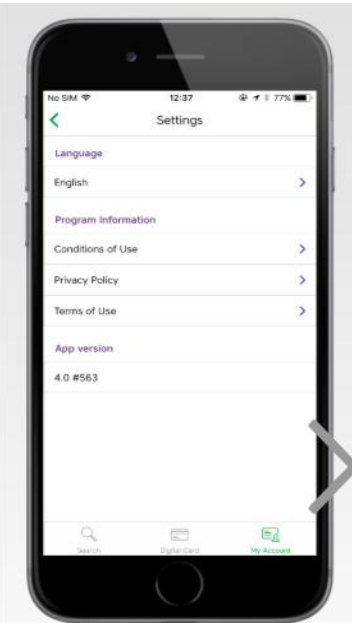 No SIM 12:37 77%
Settings
Language
English
Program Information
Conditions of Use
Privacy Policy
Terms of Use
App version
4.0 #563
Search Digital Card My Account